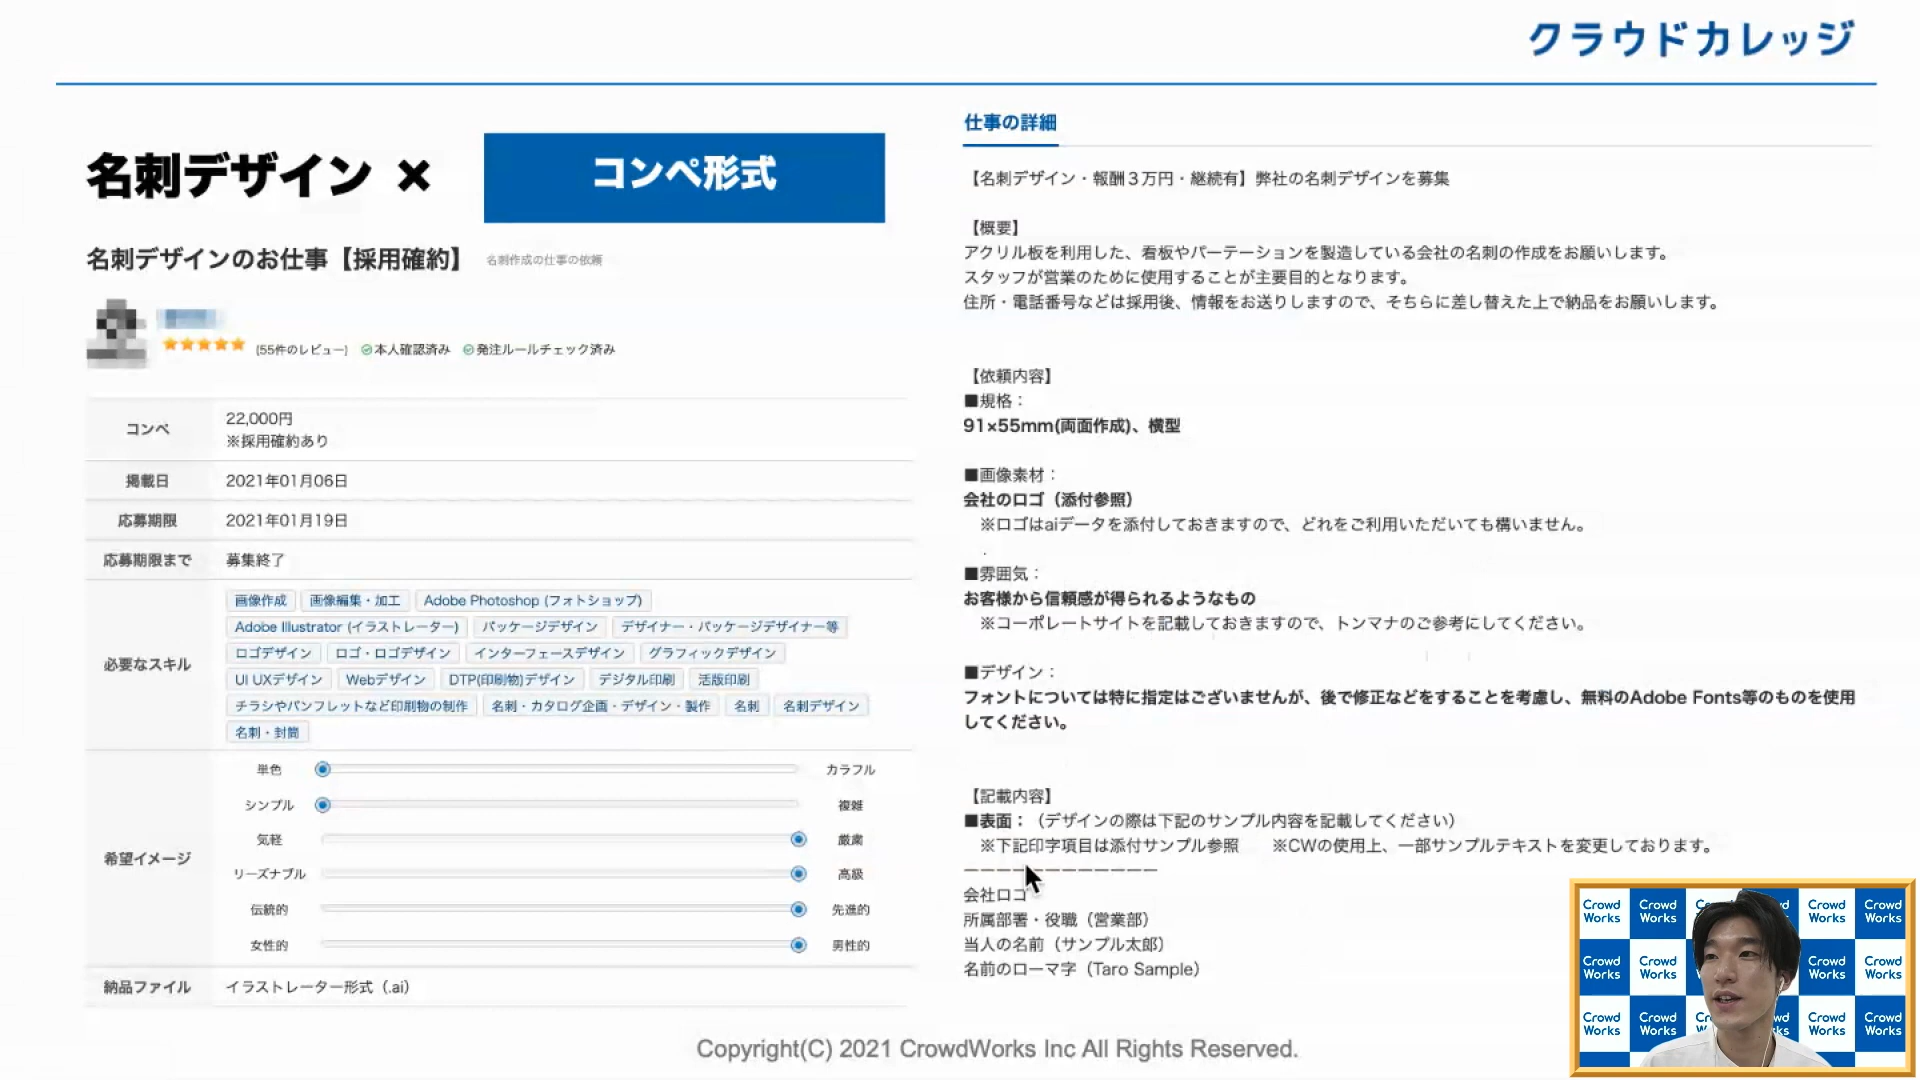 クラウドカレッジ
名刺デザイン ×
コンペ形式
名刺デザインのお仕事【採用確約】 名刺作成の仕事の依頼
(55件のレビュー) 本人確認済み 発注ルールチェック済み
コンペ
22,000円
※採用確約あり
掲載日 2021年01月06日
応募期限 2021年01月19日
応募期限まで 募集終了
必要なスキル
画像作成 画像編集・加工 Adobe Photoshop (フォトショップ)
Adobe Illustrator (イラストレーター) パッケージデザイン デザイナー・パッケージデザイナー等
ロゴデザイン ロゴ・ロゴデザイン インターフェースデザイン グラフィックデザイン
UI UXデザイン Webデザイン DTP(印刷物)デザイン デジタル印刷 活版印刷
チラシやパンフレットなど印刷物の制作 名刺・カタログ企画・デザイン・製作 名刺 名刺デザイン
名刺・封筒
希望イメージ
単色 カラフル
シンプル 複雑
気軽 厳粛
リーズナブル 高級
伝統的 先進的
女性的 男性的
納品ファイル イラストレーター形式（.ai）
仕事の詳細
【名刺デザイン・報酬３万円・継続有】弊社の名刺デザインを募集
【概要】
アクリル板を利用した、看板やパーテーションを製造している会社の名刺の作成をお願いします。
スタッフが営業のために使用することが主要目的となります。
住所・電話番号などは採用後、情報をお送りしますので、そちらに差し替えた上で納品をお願いします。
【依頼内容】
■規格：
91×55mm(両面作成)、横型
■画像素材：
会社のロゴ（添付参照）
※ロゴはaiデータを添付しておきますので、どれをご利用いただいても構いません。
■雰囲気：
お客様から信頼感が得られるようなもの
※コーポレートサイトを記載しておきますので、トンマナのご参考にしてください。
■デザイン：
フォントについては特に指定はございませんが、後で修正などをすることを考慮し、無料のAdobe Fonts等のものを使用
してください。
【記載内容】
■表面：（デザインの際は下記のサンプル内容を記載してください）
※下記印字項目は添付サンプル参照 ※CWの使用上、一部サンプルテキストを変更しております。
ーーーーーーーーーーーー
会社ロゴ
所属部署・役職（営業部）
当人の名前（サンプル太郎）
名前のローマ字（Taro Sample）
Copyright(C) 2021 CrowdWorks Inc All Rights Reserved.
Crowd Works Crowd Works Crowd Works Crowd Works
Crowd Works Crowd Works Crowd Works Crowd Works
Crowd Works Crowd Works Crowd Works Crowd Works